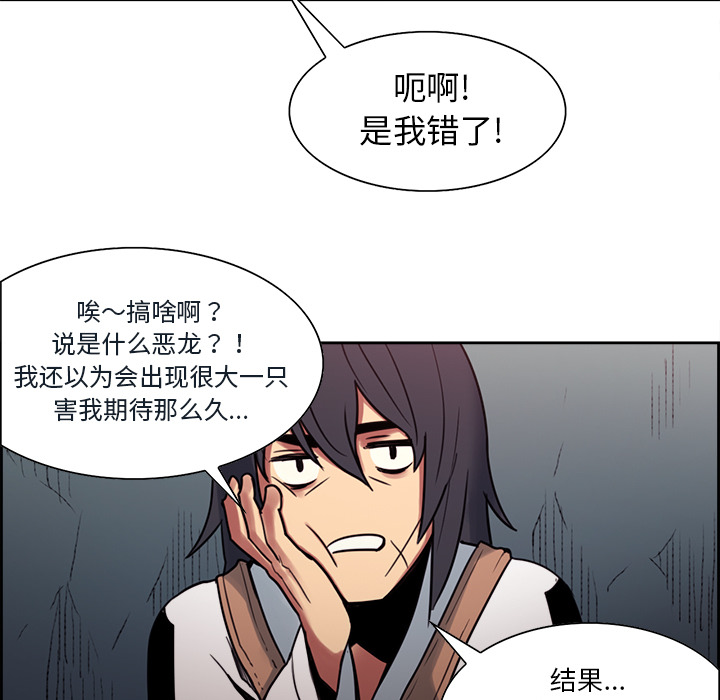 呃啊!
是我错了!
唉～搞啥啊？
说是什么恶龙？！
我还以为会出现很大一只
害我期待那么久...
结果...